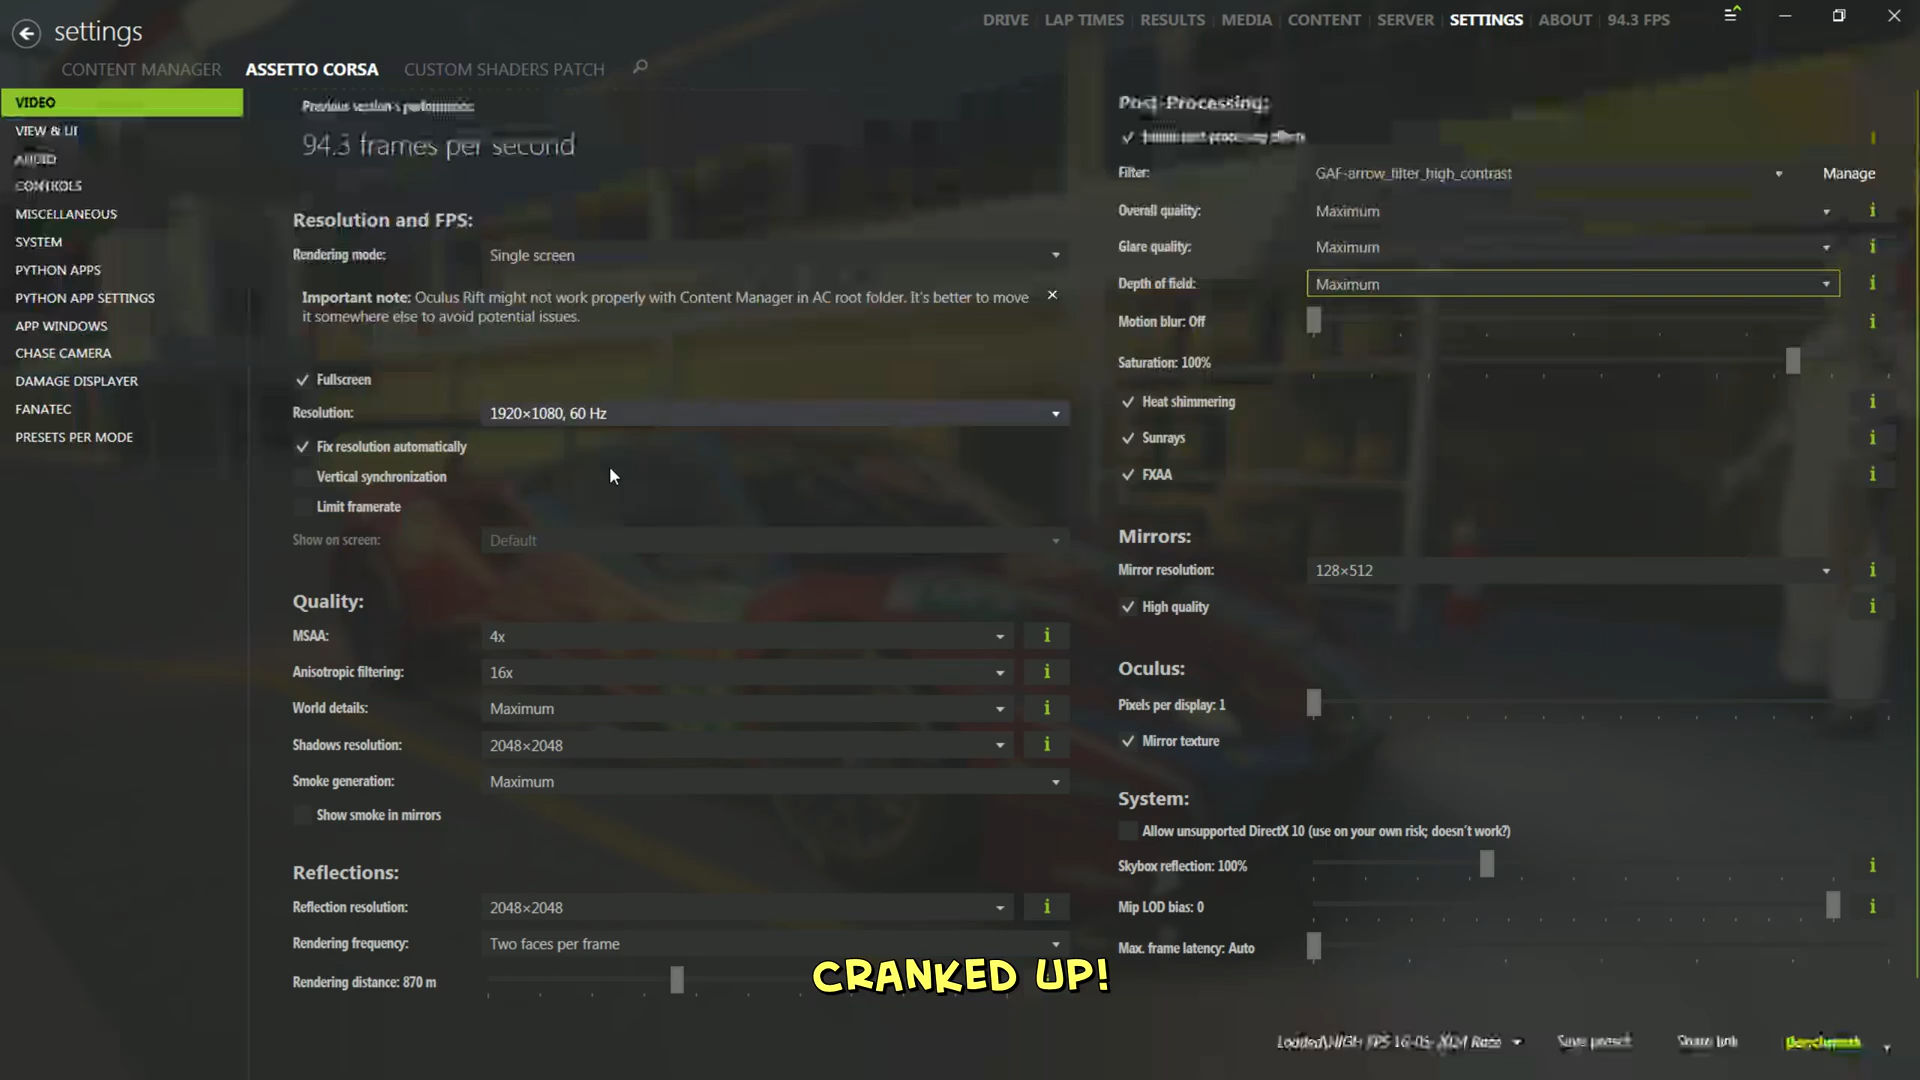 settings
DRIVE | LAP TIMES | RESULTS | MEDIA | CONTENT | SERVER | SETTINGS | ABOUT | 94.3 FPS
CONTENT MANAGER ASSETTO CORSA CUSTOM SHADERS PATCH
VIDEO
VIEW & UI
AUDIO
CONTROLS
MISCELLANEOUS
SYSTEM
PYTHON APPS
PYTHON APP SETTINGS
APP WINDOWS
CHASE CAMERA
DAMAGE DISPLAYER
FANATEC
PRESETS PER MODE
Previous session's performance
94.3 frames per second
Resolution and FPS:
Rendering mode: Single screen
Important note: Oculus Rift might not work properly with Content Manager in AC root folder. It's better to move
it somewhere else to avoid potential issues.
Fullscreen
Resolution: 1920×1080, 60 Hz
Fix resolution automatically
Vertical synchronization
Limit framerate
Show on screen: Default
Quality:
MSAA: 4x
Anisotropic filtering: 16x
World details: Maximum
Shadows resolution: 2048×2048
Smoke generation: Maximum
Show smoke in mirrors
Reflections:
Reflection resolution: 2048×2048
Rendering frequency: Two faces per frame
Rendering distance: 870 m
Post-Processing:
processing effects
Filter: GAF-arrow_filter_high_contrast Manage
Overall quality: Maximum
Glare quality: Maximum
Depth of field: Maximum
Motion blur: Off
Saturation: 100%
Heat shimmering
Sunrays
FXAA
Mirrors:
Mirror resolution: 128×512
High quality
Oculus:
Pixels per display: 1
Mirror texture
System:
Allow unsupported DirectX 10 (use on your own risk; doesn't work?)
Skybox reflection: 100%
Mip LOD bias: 0
Max. frame latency: Auto
CRANKED UP!
Save preset Share link Benchmark